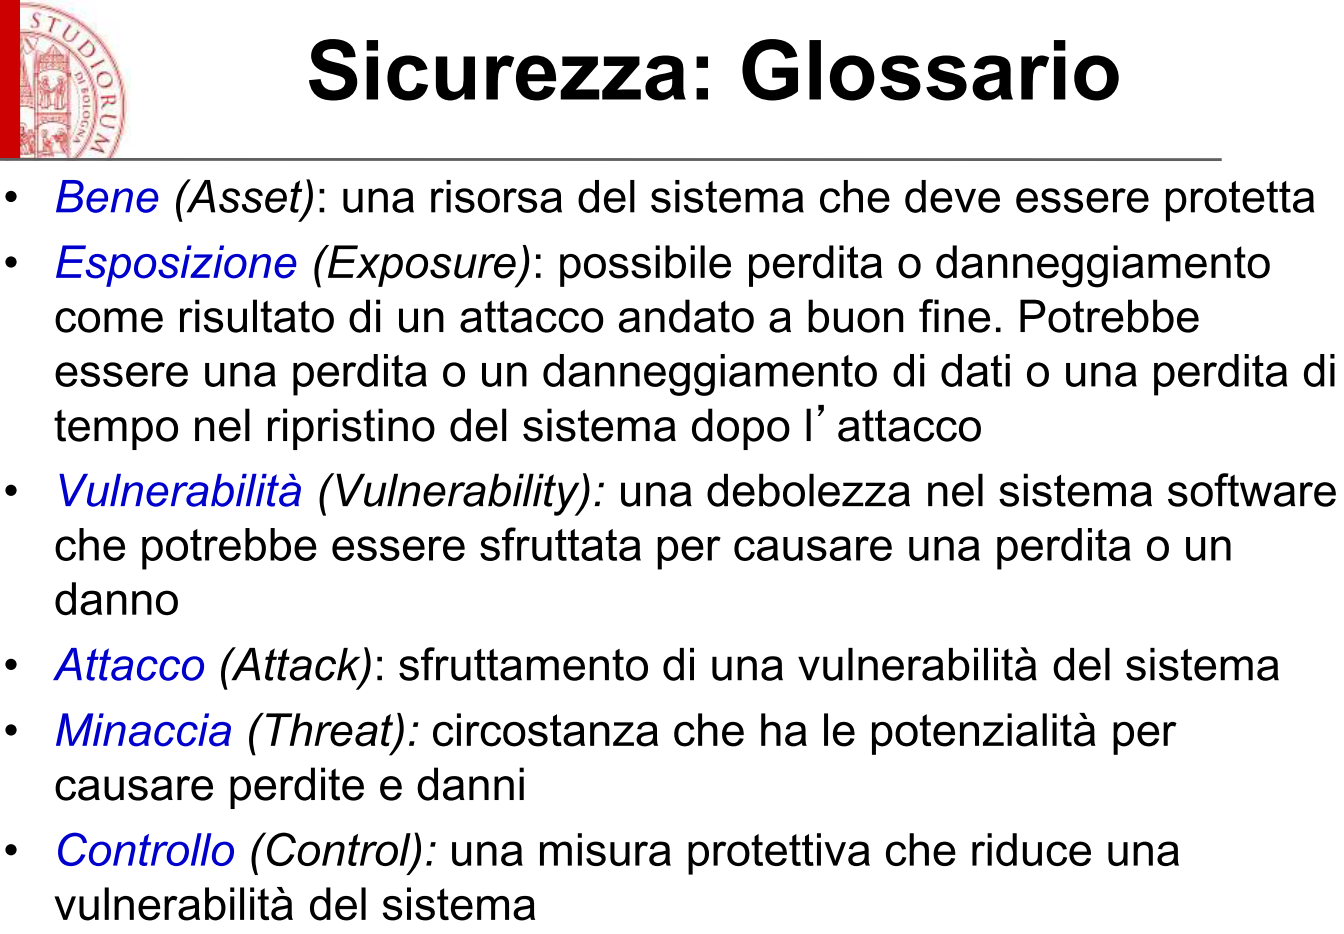 STUDIORUM
DI BOLOGNA
Sicurezza: Glossario
• Bene (Asset): una risorsa del sistema che deve essere protetta
• Esposizione (Exposure): possibile perdita o danneggiamento
come risultato di un attacco andato a buon fine. Potrebbe
essere una perdita o un danneggiamento di dati o una perdita di
tempo nel ripristino del sistema dopo l’attacco
• Vulnerabilità (Vulnerability): una debolezza nel sistema software
che potrebbe essere sfruttata per causare una perdita o un
danno
• Attacco (Attack): sfruttamento di una vulnerabilità del sistema
• Minaccia (Threat): circostanza che ha le potenzialità per
causare perdite e danni
• Controllo (Control): una misura protettiva che riduce una
vulnerabilità del sistema